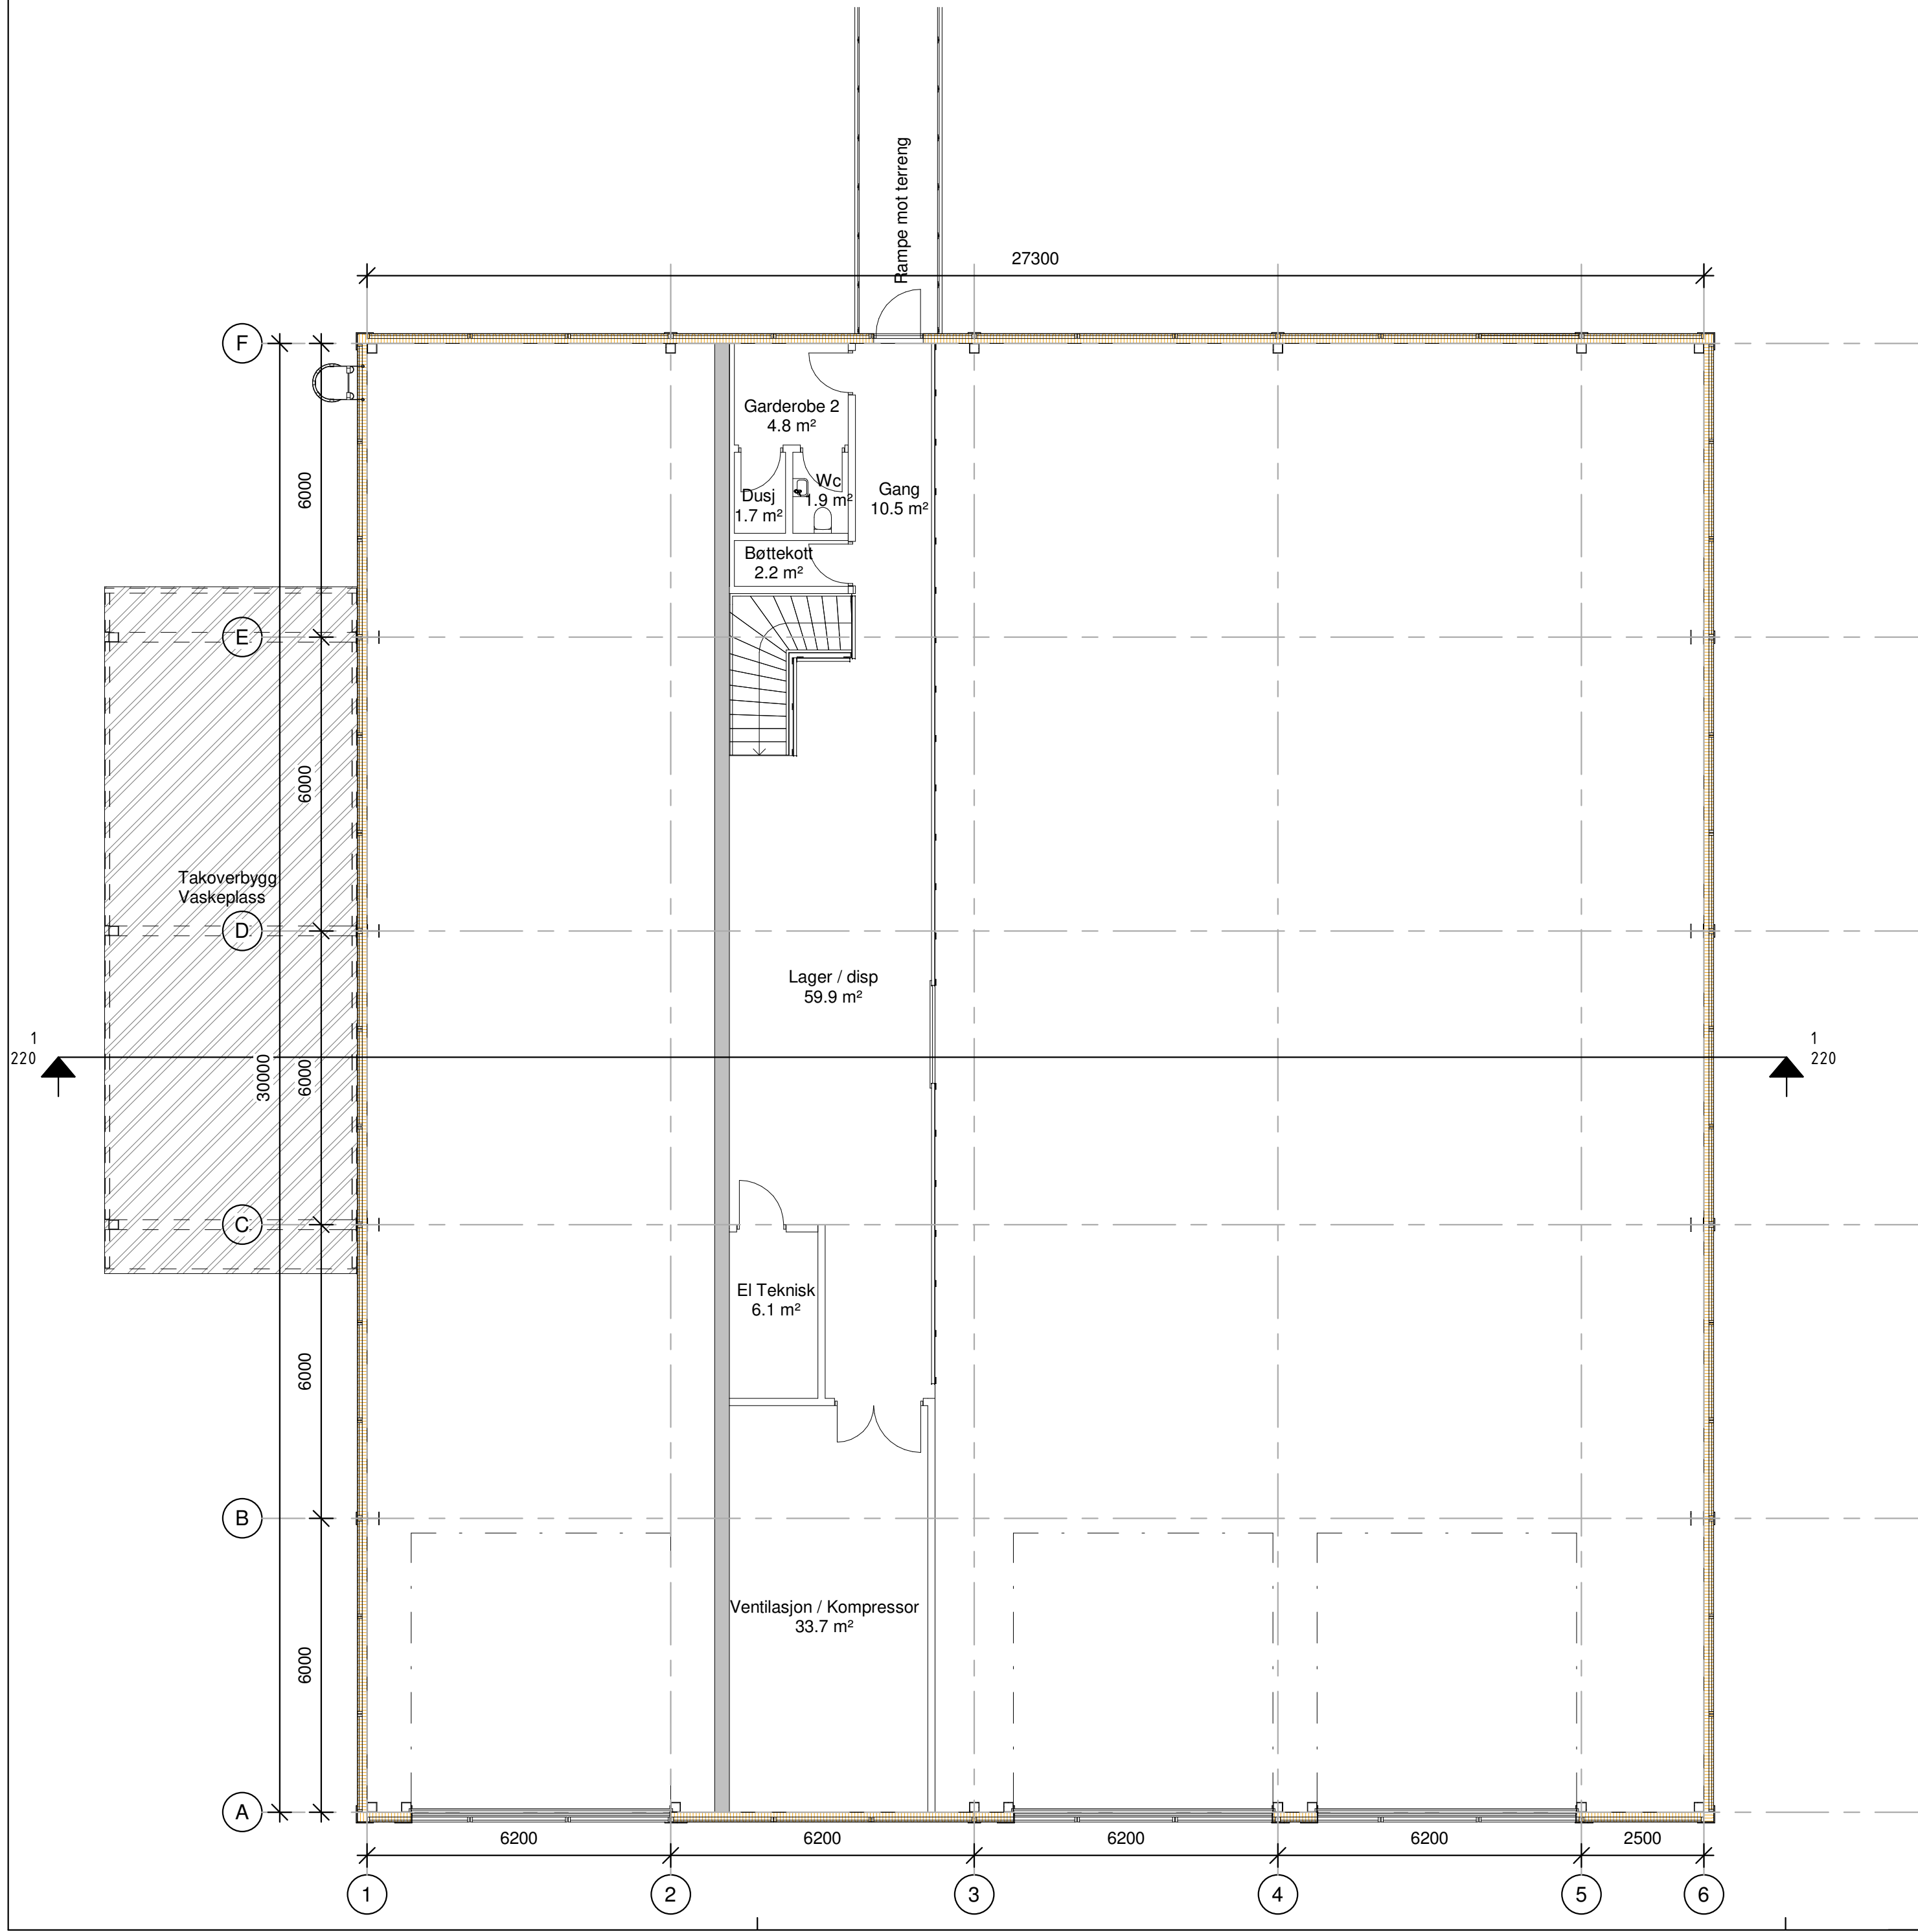 Rampe mot terreng
27300
F
Garderobe 2
4.8 m²
6000
Wc
1.9 m²
Dusj
1.7 m²
Gang
10.5 m²
Bøttekott
2.2 m²
E
6000
Takoverbygg
Vaskeplass
D
Lager / disp
59.9 m²
1
220
1
220
30000
6000
C
El Teknisk
6.1 m²
6000
B
Ventilasjon / Kompressor
33.7 m²
6000
A
6200
6200
6200
6200
2500
1
2
3
4
5
6